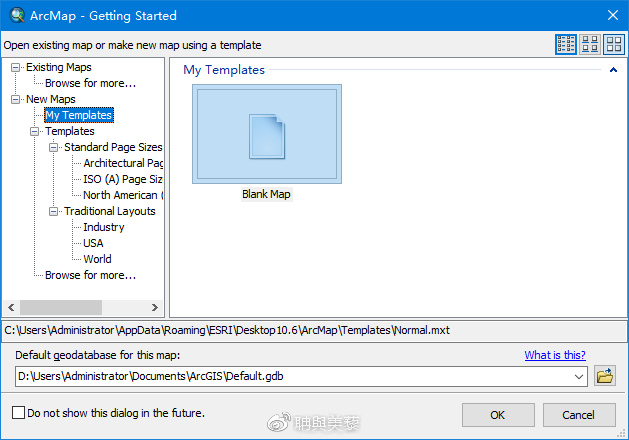 ArcMap - Getting Started
Open existing map or make new map using a template
Existing Maps
Browse for more...
New Maps
My Templates
Templates
Standard Page Sizes
Architectural Pag
ISO (A) Page Siz
North American (
Traditional Layouts
Industry
USA
World
Browse for more...
My Templates
Blank Map
C:\Users\Administrator\AppData\Roaming\ESRI\Desktop10.6\ArcMap\Templates\Normal.mxt
Default geodatabase for this map:
What is this?
D:\Users\Administrator\Documents\ArcGIS\Default.gdb
Do not show this dialog in the future.
OK
Cancel